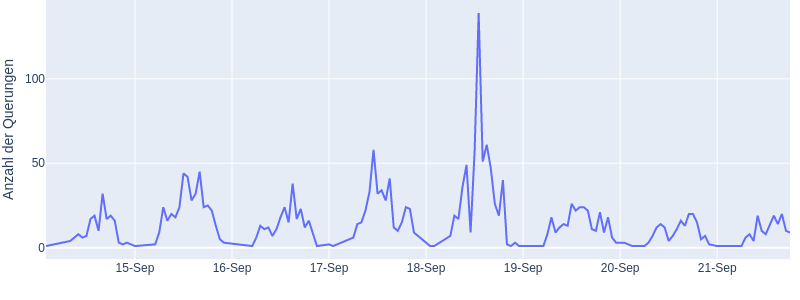 Anzahl der Querungen
100
50
0
15-Sep
16-Sep
17-Sep
18-Sep
19-Sep
20-Sep
21-Sep